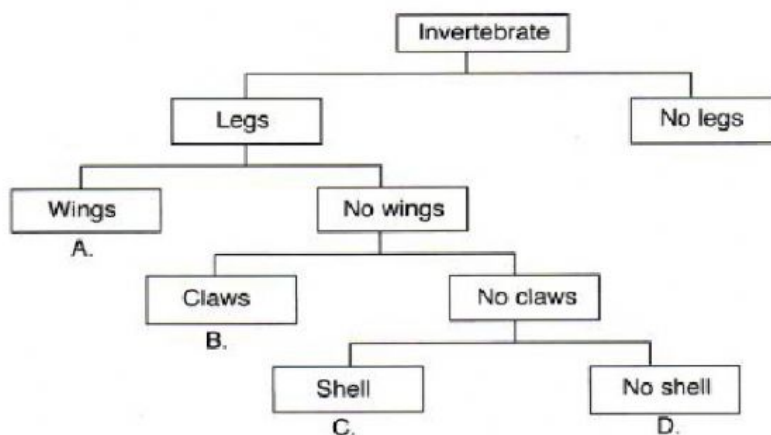 Invertebrate
Legs
No legs
Wings
No wings
A.
Claws
No claws
B.
Shell
No shell
C.
D.